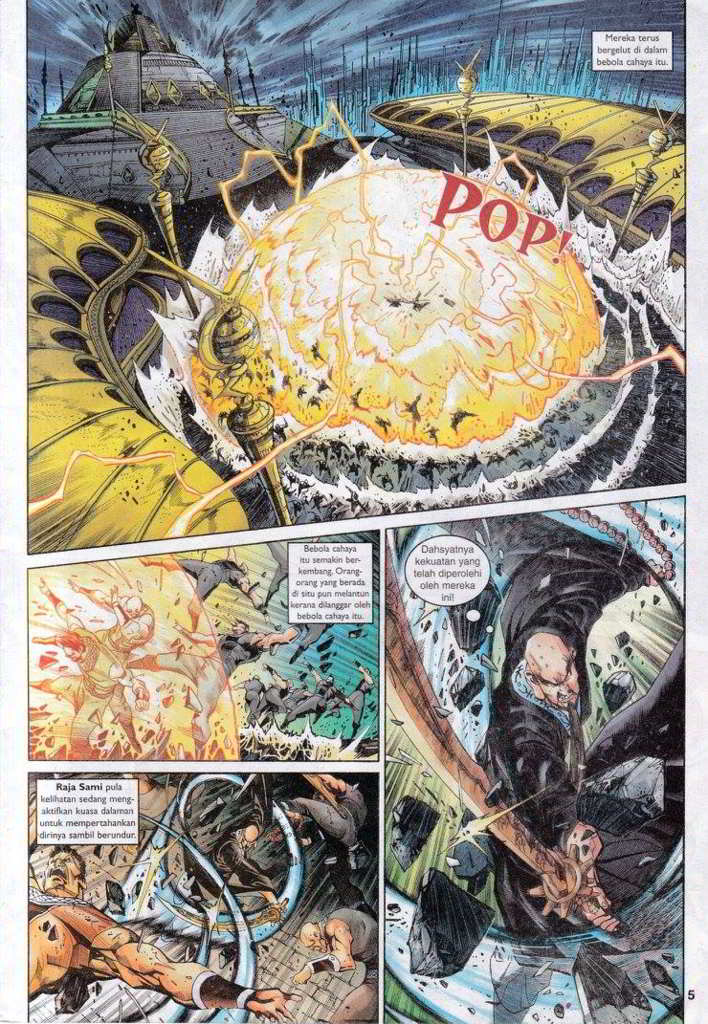 Mereka terus
bergelut di dalam
bebola cahaya itu.
POP!
Bebola cahaya
itu semakin ber-
kembang. Orang-
orang yang berada
di situ pun melantun
kerana dilanggar oleh
bebola cahaya itu.
Dahsyatnya
kekuatan yang
telah diperolehi
oleh mereka
ini!
Raja Sami pula
kelihatan sedang meng-
aktifkan kuasa dalaman
untuk mempertahankan
dirinya sambil berundur.
5